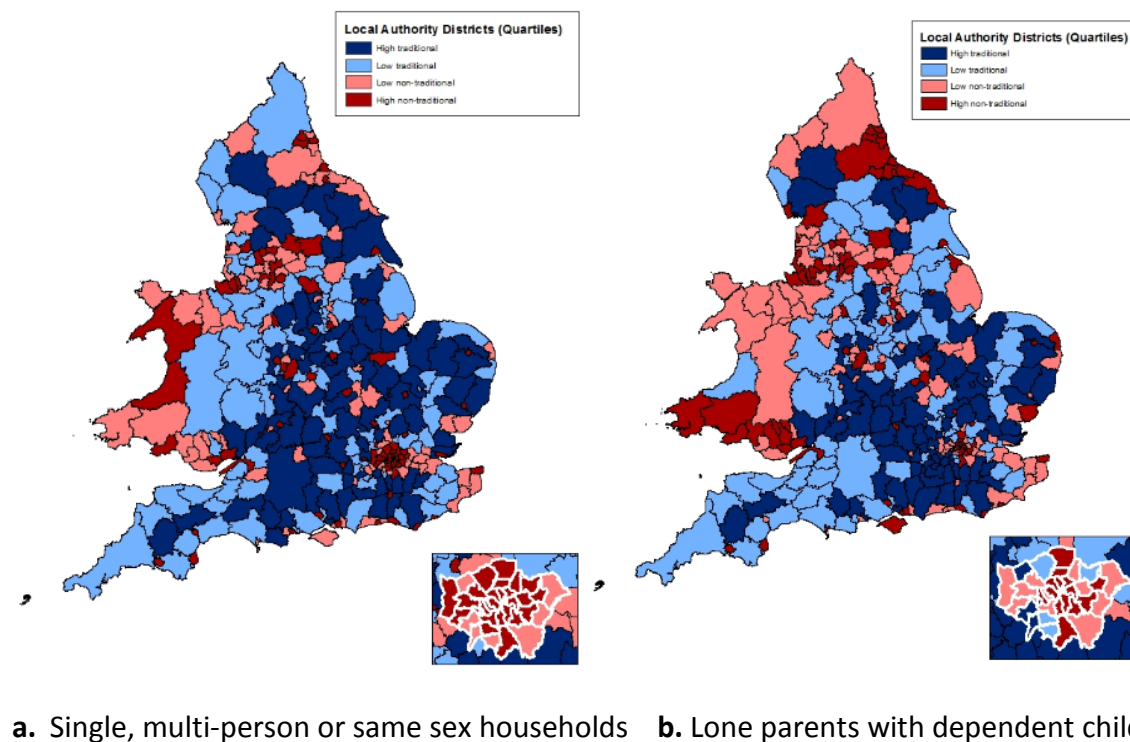 Local Authority Districts (Quartiles)
High traditional
Low traditional
Low non-traditional
High non-traditional
Local Authority Districts (Quartiles)
High traditional
Low traditional
Low non-traditional
High non-traditional
a. Single, multi-person or same sex households
b. Lone parents with dependent chil